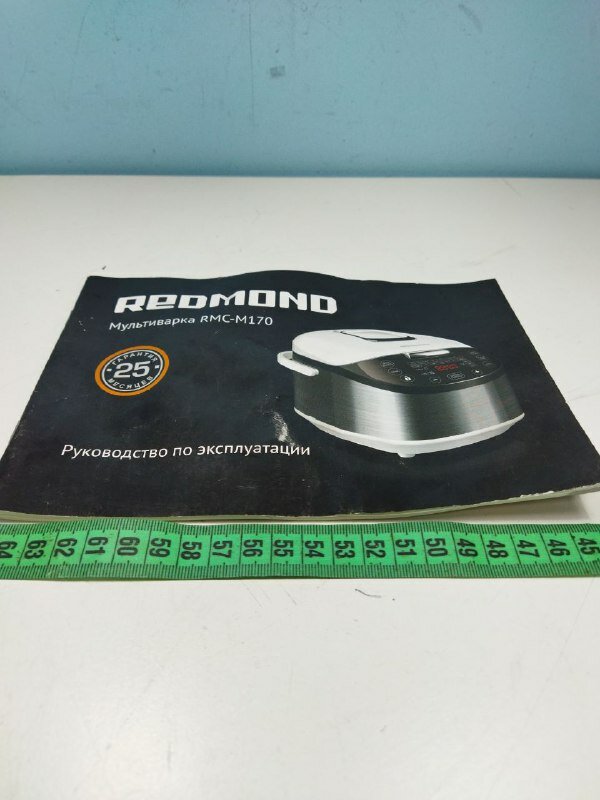 REDMOND
Мультиварка RMC-M170
ГАРАНТИЯ
25
МЕСЯЦЕВ
Руководство по эксплуатации
64 63 62 61 60 59 58 57 56 55 54 53 52 51 50 49 48 47 46 45